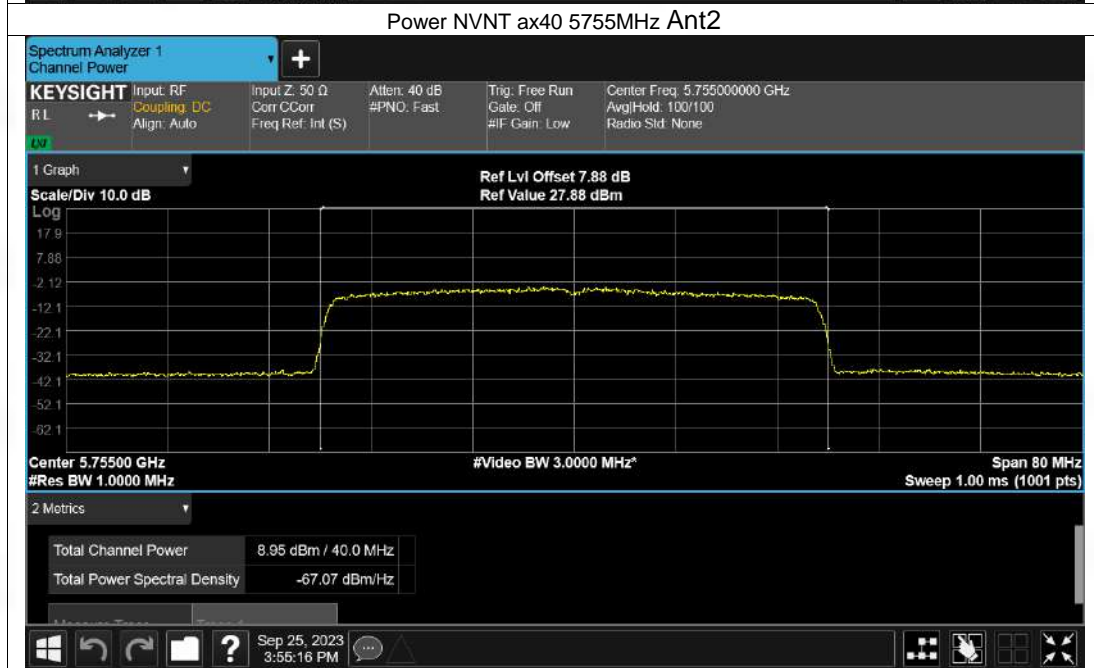 Power NVNT ax40 5755MHz Ant2
Spectrum Analyzer 1
Channel Power
+
KEYSIGHT
RL
Input: RF
Coupling: DC
Align: Auto
Input Z: 50 Ω
Corr CCorr
Freq Ref: Int (S)
Atten: 40 dB
#PNO: Fast
Trig: Free Run
Gate: Off
#IF Gain: Low
Center Freq: 5.755000000 GHz
Avg|Hold: 100/100
Radio Std: None
1 Graph
Scale/Div 10.0 dB
Ref Lvl Offset 7.88 dB
Ref Value 27.88 dBm
Log
17.9
7.88
-2.12
-12.1
-22.1
-32.1
-42.1
-52.1
-62.1
Center 5.75500 GHz
#Video BW 3.0000 MHz*
Span 80 MHz
#Res BW 1.0000 MHz
Sweep 1.00 ms (1001 pts)
2 Metrics
Total Channel Power 8.95 dBm / 40.0 MHz
Total Power Spectral Density -67.07 dBm/Hz
?
Sep 25, 2023
3:55:16 PM